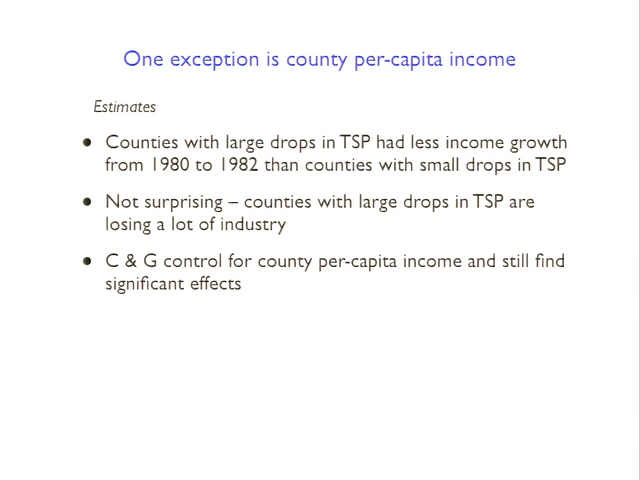 One exception is county per-capita income
Estimates
Counties with large drops in TSP had less income growth
from 1980 to 1982 than counties with small drops in TSP
Not surprising – counties with large drops in TSP are
losing a lot of industry
C & G control for county per-capita income and still find
significant effects